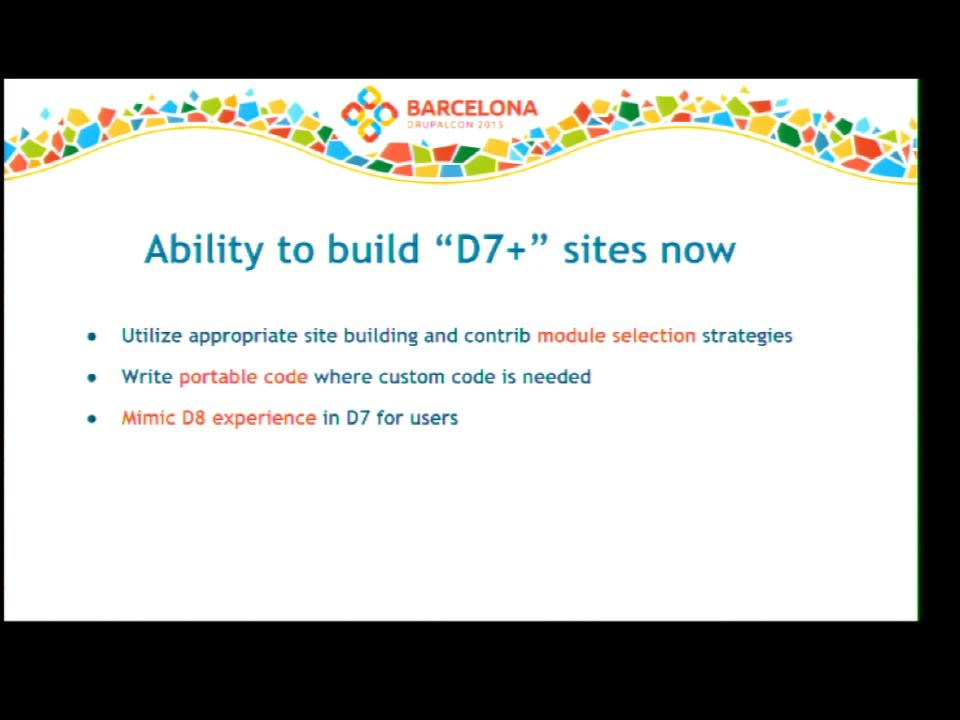 BARCELONA
DRUPALCON 2015
Ability to build “D7+” sites now
● Utilize appropriate site building and contrib module selection strategies
● Write portable code where custom code is needed
● Mimic D8 experience in D7 for users